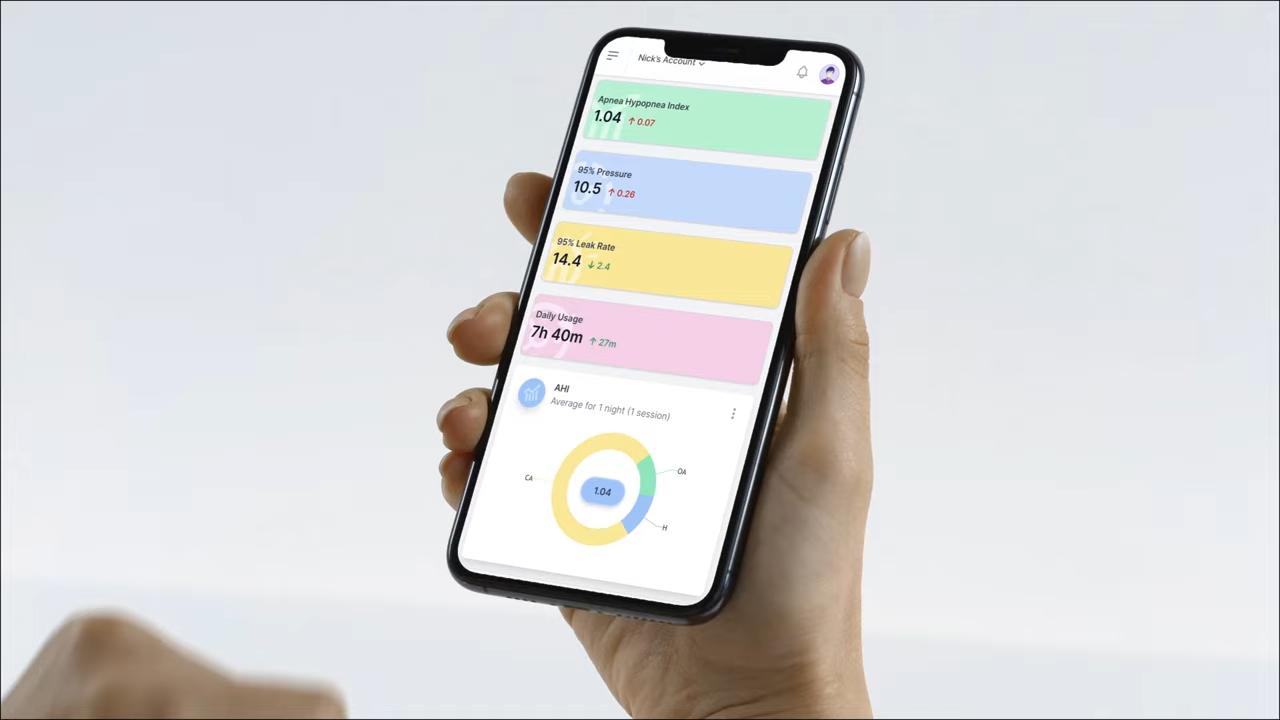 Nick's Account
Apnea Hypopnea Index
1.04 ↑ 0.07
95% Pressure
10.5 ↑ 0.26
95% Leak Rate
14.4 ↓ 2.4
Daily Usage
7h 40m ↑ 27m
AHI
Average for 1 night (1 session)
OA
CA
1.04
H